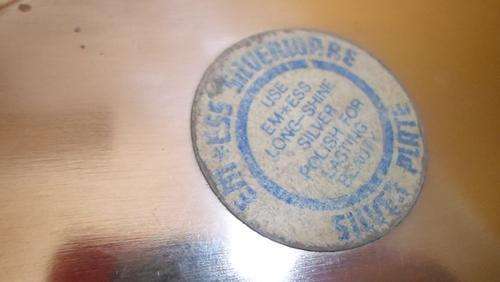 EM★ESS SILVERWARE
SILVER PLATE
USE
EM★ESS
LONG-SHINE
SILVER
POLISH FOR
LASTING
BEAUTY